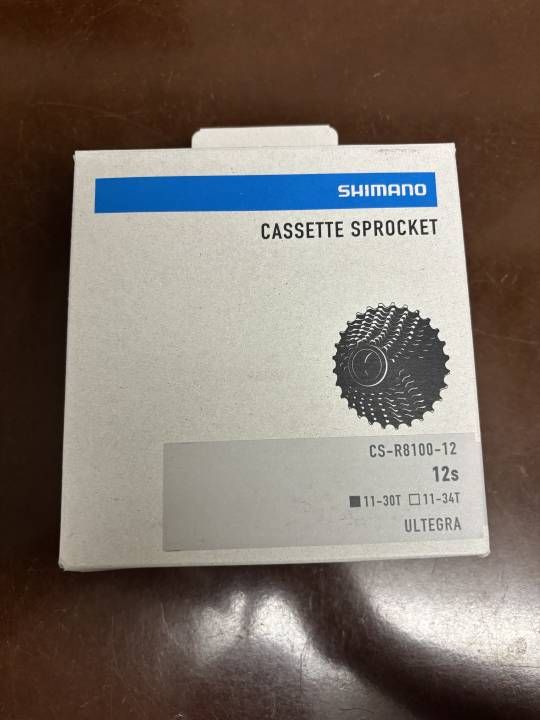 SHIMANO
CASSETTE SPROCKET
CS-R8100-12
12s
■11-30T □11-34T
ULTEGRA